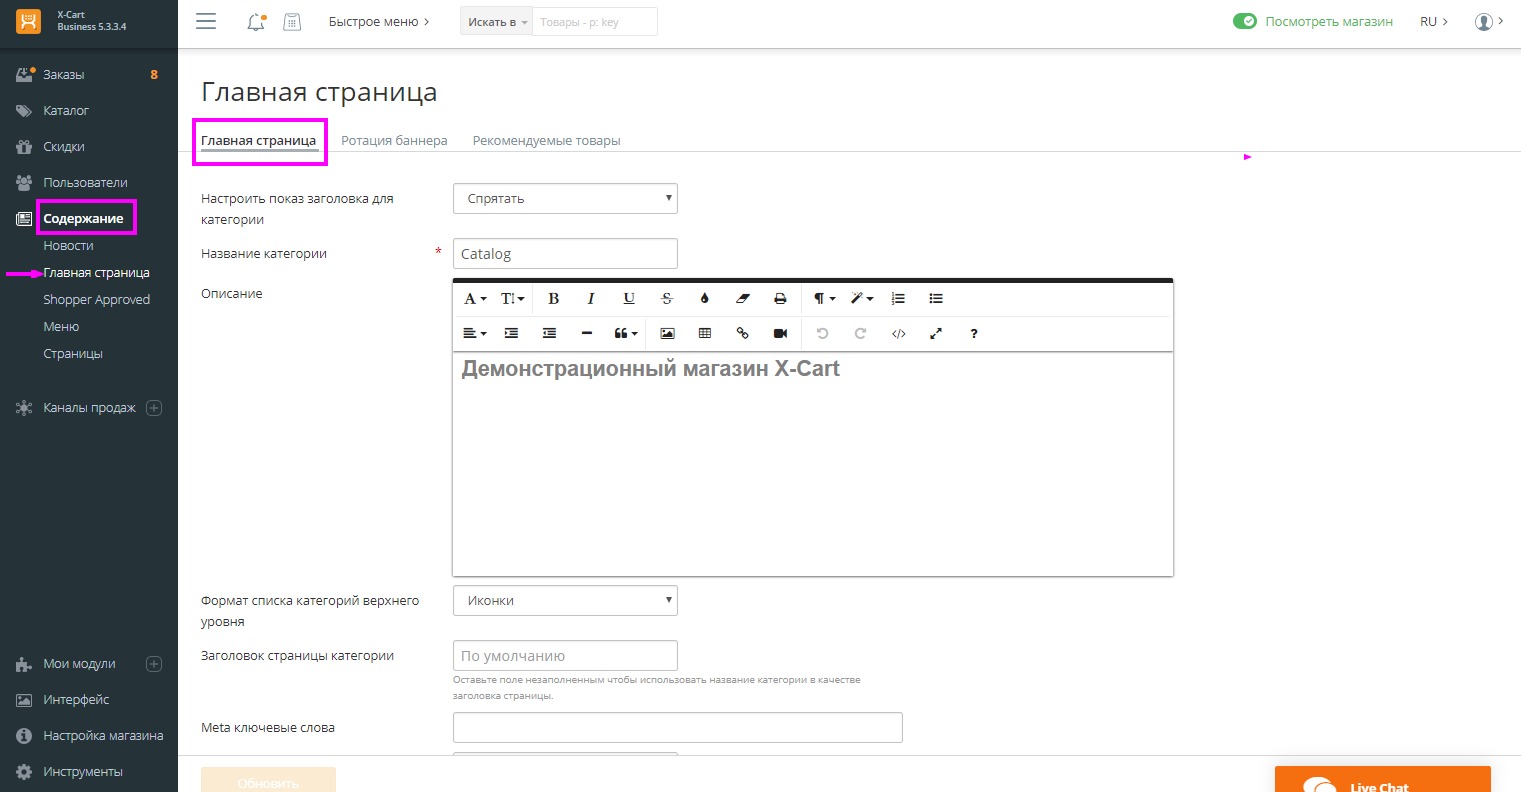 X-Cart
Business 5.3.3.4
Быстрое меню
Искать в
Товары - p: key
Посмотреть магазин
RU
Заказы 8
Каталог
Скидки
Пользователи
Содержание
Новости
Главная страница
Shopper Approved
Меню
Страницы
Каналы продаж
Мои модули
Интерфейс
Настройка магазина
Инструменты
Главная страница
Главная страница Ротация баннера Рекомендуемые товары
Настроить показ заголовка для
категории
Спрятать
Название категории * Catalog
Описание
Демонстрационный магазин X-Cart
Формат списка категорий верхнего
уровня
Иконки
Заголовок страницы категории По умолчанию
Оставьте поле незаполненным чтобы использовать название категории в качестве
заголовка страницы.
Meta ключевые слова
Обновить
Live Chat